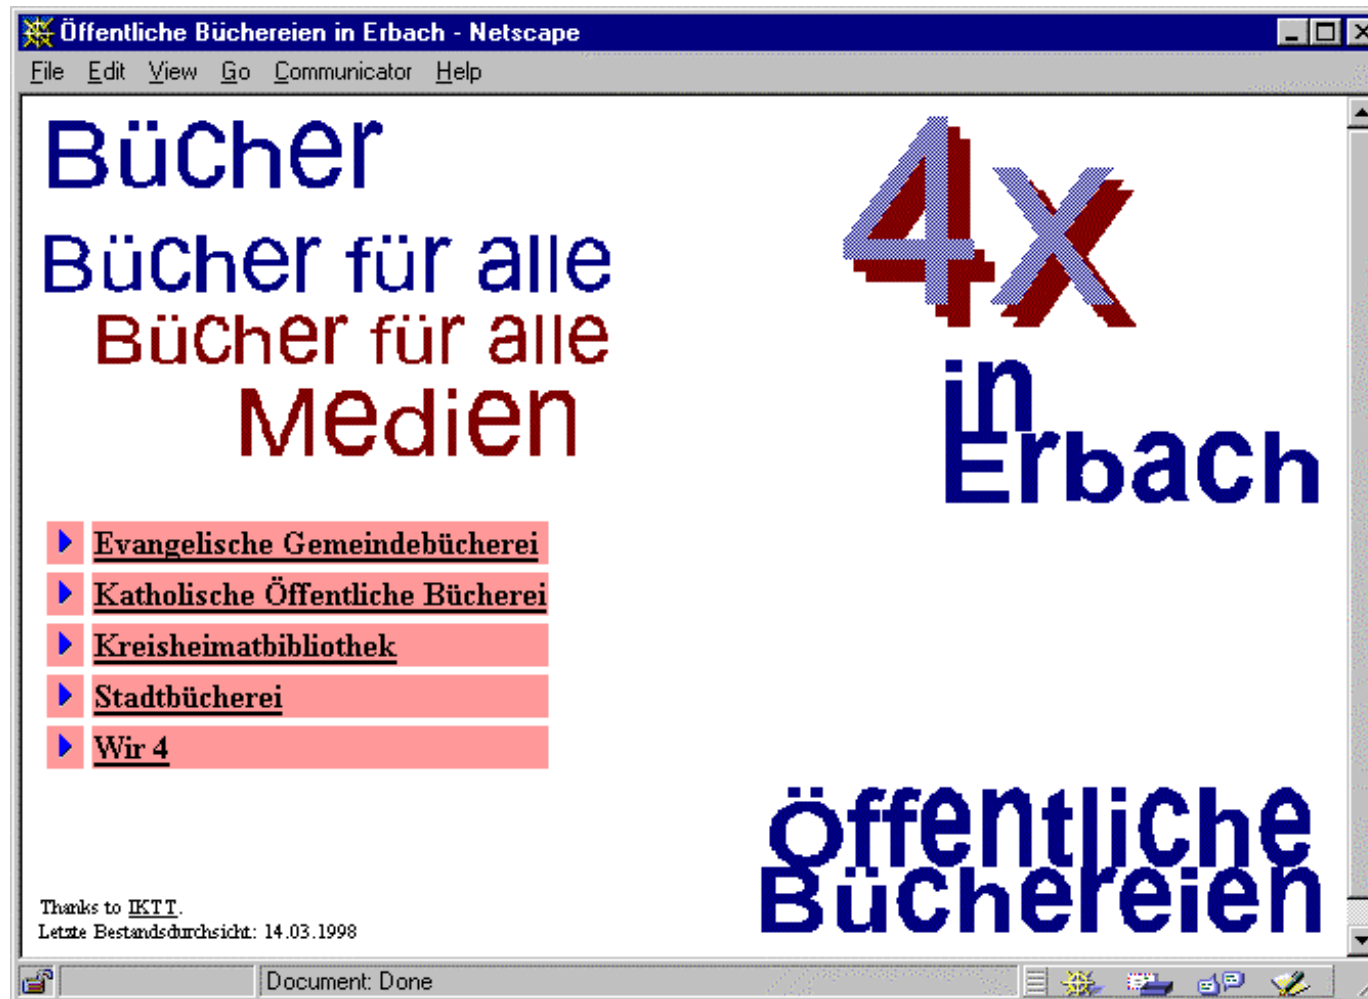 Öffentliche Büchereien in Erbach - Netscape
File Edit View Go Communicator Help
Bücher
Bücher für alle
Bücher für alle
Medien
4x
in
Erbach
Evangelische Gemeindebücherei
Katholische Öffentliche Bücherei
Kreisheimatbibliothek
Stadtbücherei
Wir 4
Öffentliche
Büchereien
Thanks to IKTT.
Letzte Bestandsdurchsicht: 14.03.1998
Document: Done